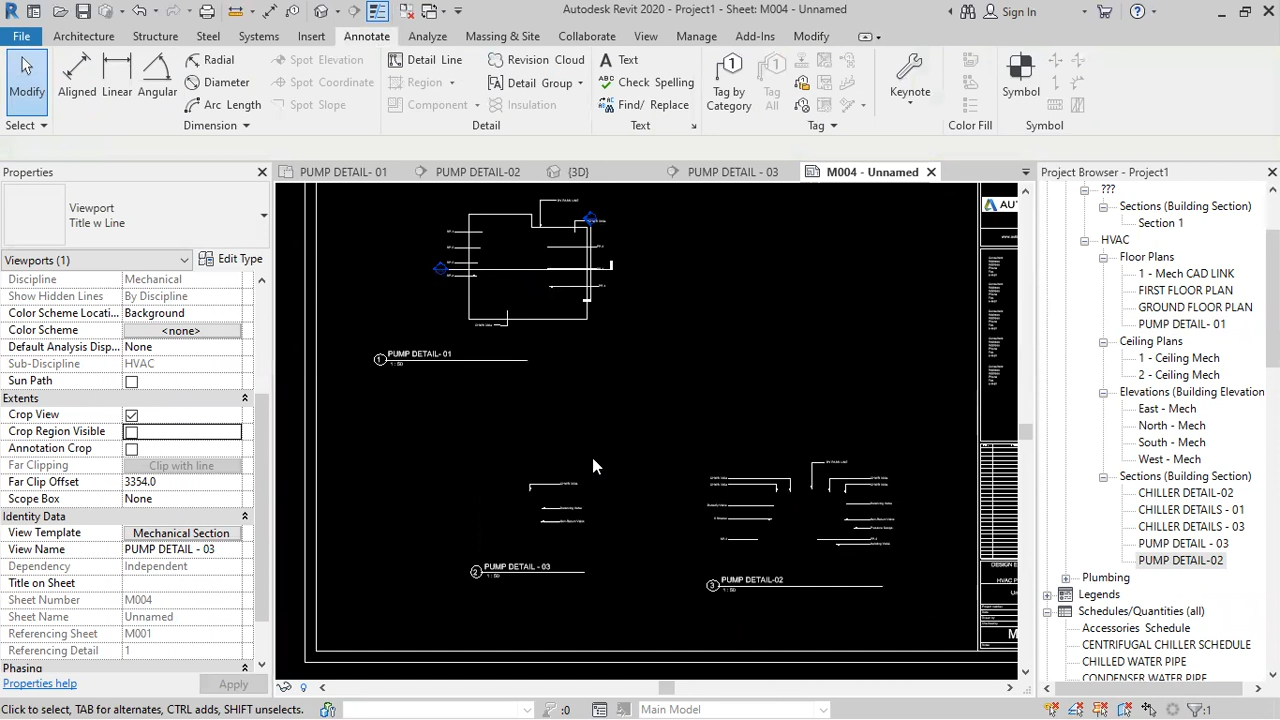 Autodesk Revit 2020 - Project1 - Sheet: M004 - Unnamed
Sign In
File
Architecture
Structure
Steel
Systems
Insert
Annotate
Analyze
Massing & Site
Collaborate
View
Manage
Add-Ins
Modify
Modify
Select
Aligned
Linear
Angular
Radial
Diameter
Arc Length
Spot Elevation
Spot Coordinate
Spot Slope
Dimension
Detail Line
Region
Component
Revision Cloud
Detail Group
Insulation
Detail
Text
Check Spelling
Find/ Replace
Text
Tag by
Category
Tag
All
Tag
Keynote
Color Fill
Symbol
Symbol
Properties
PUMP DETAIL- 01
PUMP DETAIL-02
{3D}
PUMP DETAIL - 03
M004 - Unnamed
Project Browser - Project1
Viewport
Title w Line
Viewports (1)
Edit Type
Discipline
Mechanical
Show Hidden Lines
By Discipline
Color Scheme Location
Background
Color Scheme
<none>
Default Analysis Disp...
None
Sub-Discipline
HVAC
Sun Path
Extents
Crop View
Crop Region Visible
Annotation Crop
Far Clipping
Clip with line
Far Clip Offset
3354.0
Scope Box
None
Identity Data
View Template
View Name
PUMP DETAIL - 03
Dependency
Independent
Title on Sheet
Sheet Number
M004
Sheet Name
Unnamed
Referencing Sheet
M001
Referencing Detail
1
Phasing
Properties help
Apply
1
PUMP DETAIL- 01
1 : 50
2
PUMP DETAIL - 03
1 : 50
3
PUMP DETAIL-02
1 : 50
???
Sections (Building Section)
Section 1
HVAC
Floor Plans
Attach CAD LINK
FIRST FLOOR PLAN
GROUND FLOOR PLAN
PUMP DETAIL- 01
1 - Ceiling Mech
2 - Ceiling Mech
Elevations (Building Elevation
East - Mech
North - Mech
South - Mech
West - Mech
Sections (Building Section)
CHILLER DETAIL-02
CHILLER DETAILS -01
CHILLER DETAILS -03
PUMP DETAIL - 03
PUMP DETAIL-02
Plumbing
Legends
Schedules/Quantities (all)
Accessories Schedule
CENTRIFUGAL CHILLER SCHEDULE
CHILLED WATER PIPE
CONDENSER WATER PIPE
Click to select, TAB for alternates, CTRL adds, SHIFT unselects.
:0
Main Model
:1